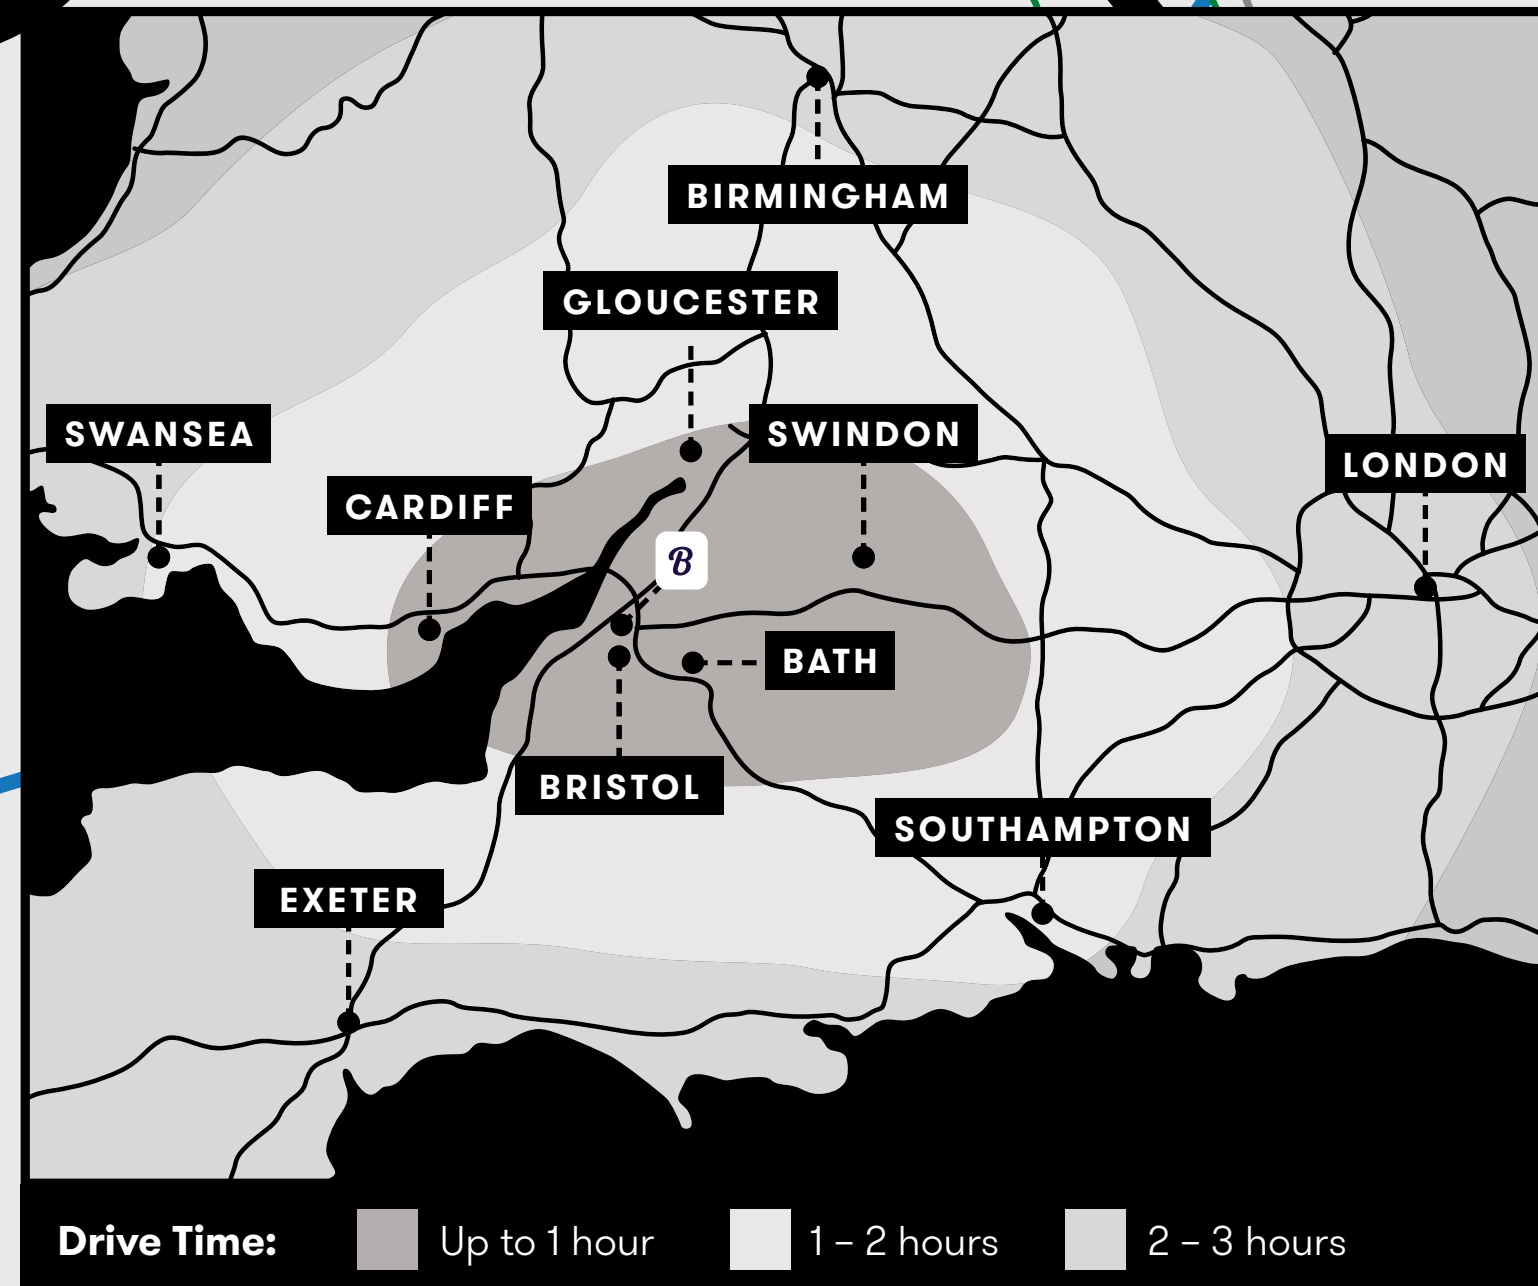 BIRMINGHAM
GLOUCESTER
SWANSEA
SWINDON
LONDON
CARDIFF
B
BATH
BRISTOL
SOUTHAMPTON
EXETER
Drive Time: Up to 1 hour 1 – 2 hours 2 – 3 hours